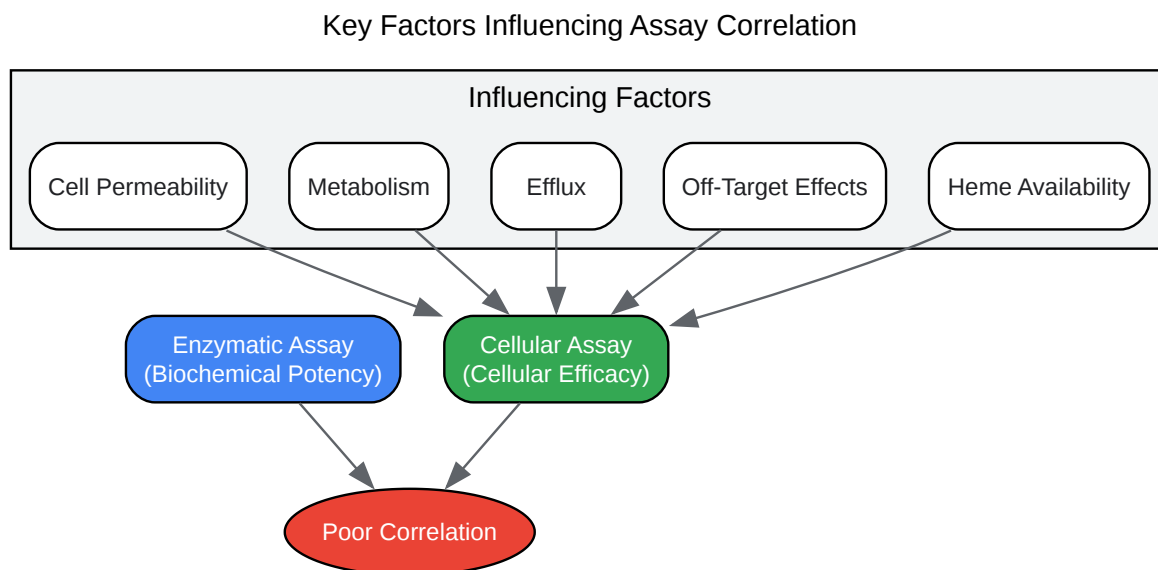 Key Factors Influencing Assay Correlation
Influencing Factors
Cell Permeability
Metabolism
Efflux
Off-Target Effects
Heme Availability
Enzymatic Assay
(Biochemical Potency)
Cellular Assay
(Cellular Efficacy)
Poor Correlation